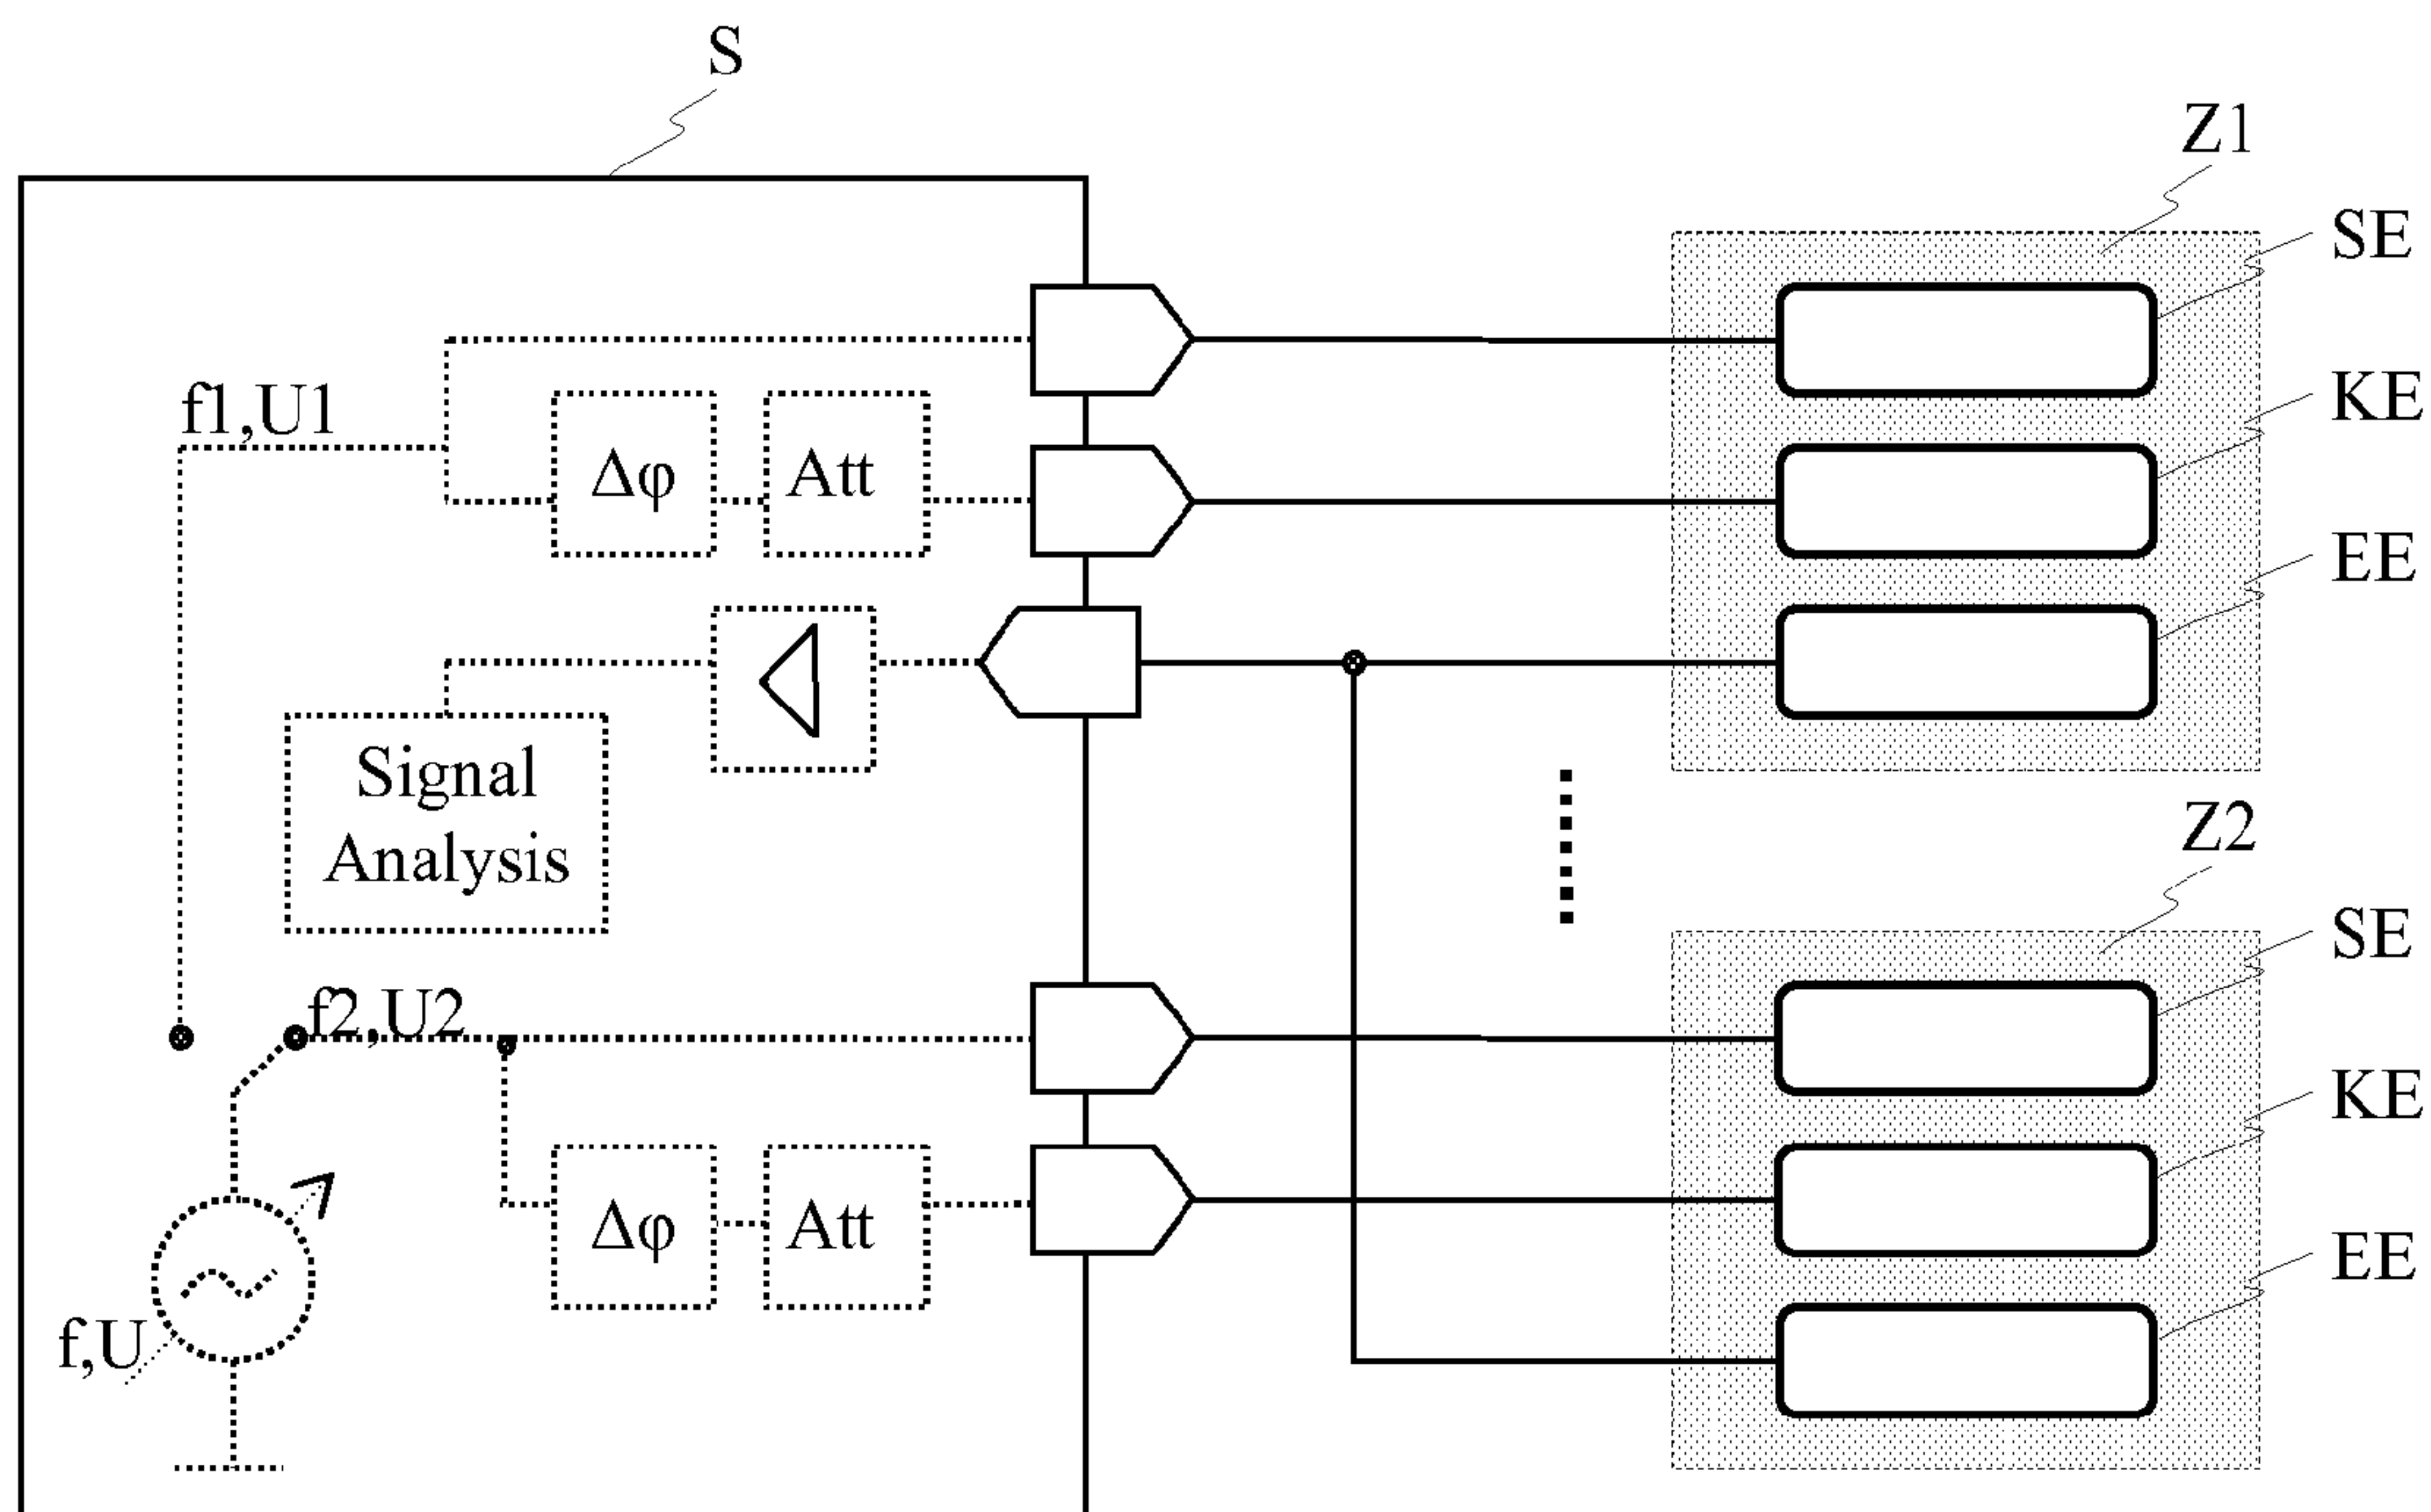 S
Z1
SE
f1,U1
KE
Δφ
Att
EE
Signal
Analysis
Z2
SE
f2,U2
KE
Δφ
Att
EE
f,U